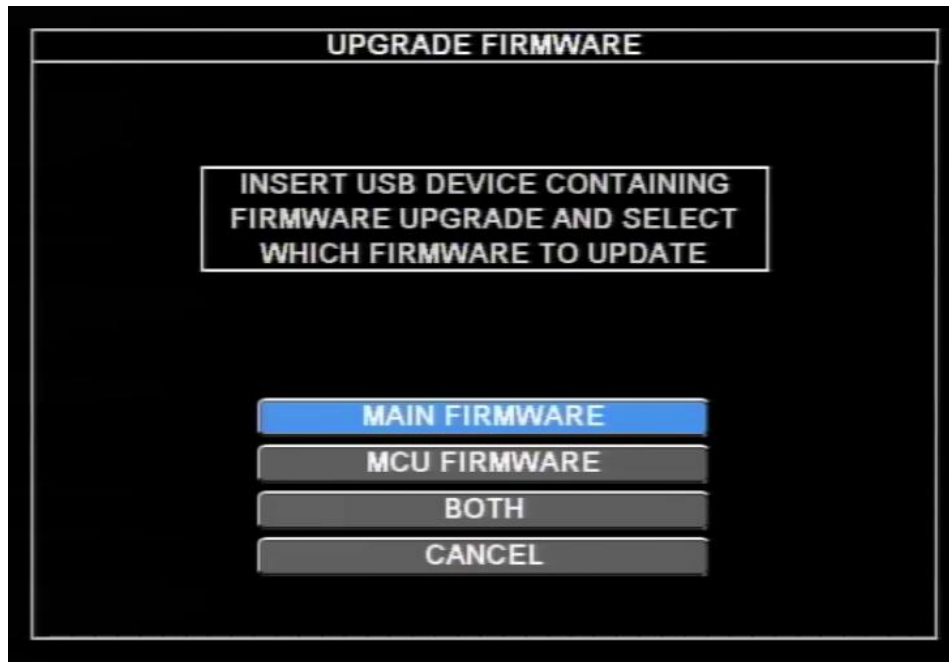 UPGRADE FIRMWARE
INSERT USB DEVICE CONTAINING
FIRMWARE UPGRADE AND SELECT
WHICH FIRMWARE TO UPDATE
MAIN FIRMWARE
MCU FIRMWARE
BOTH
CANCEL